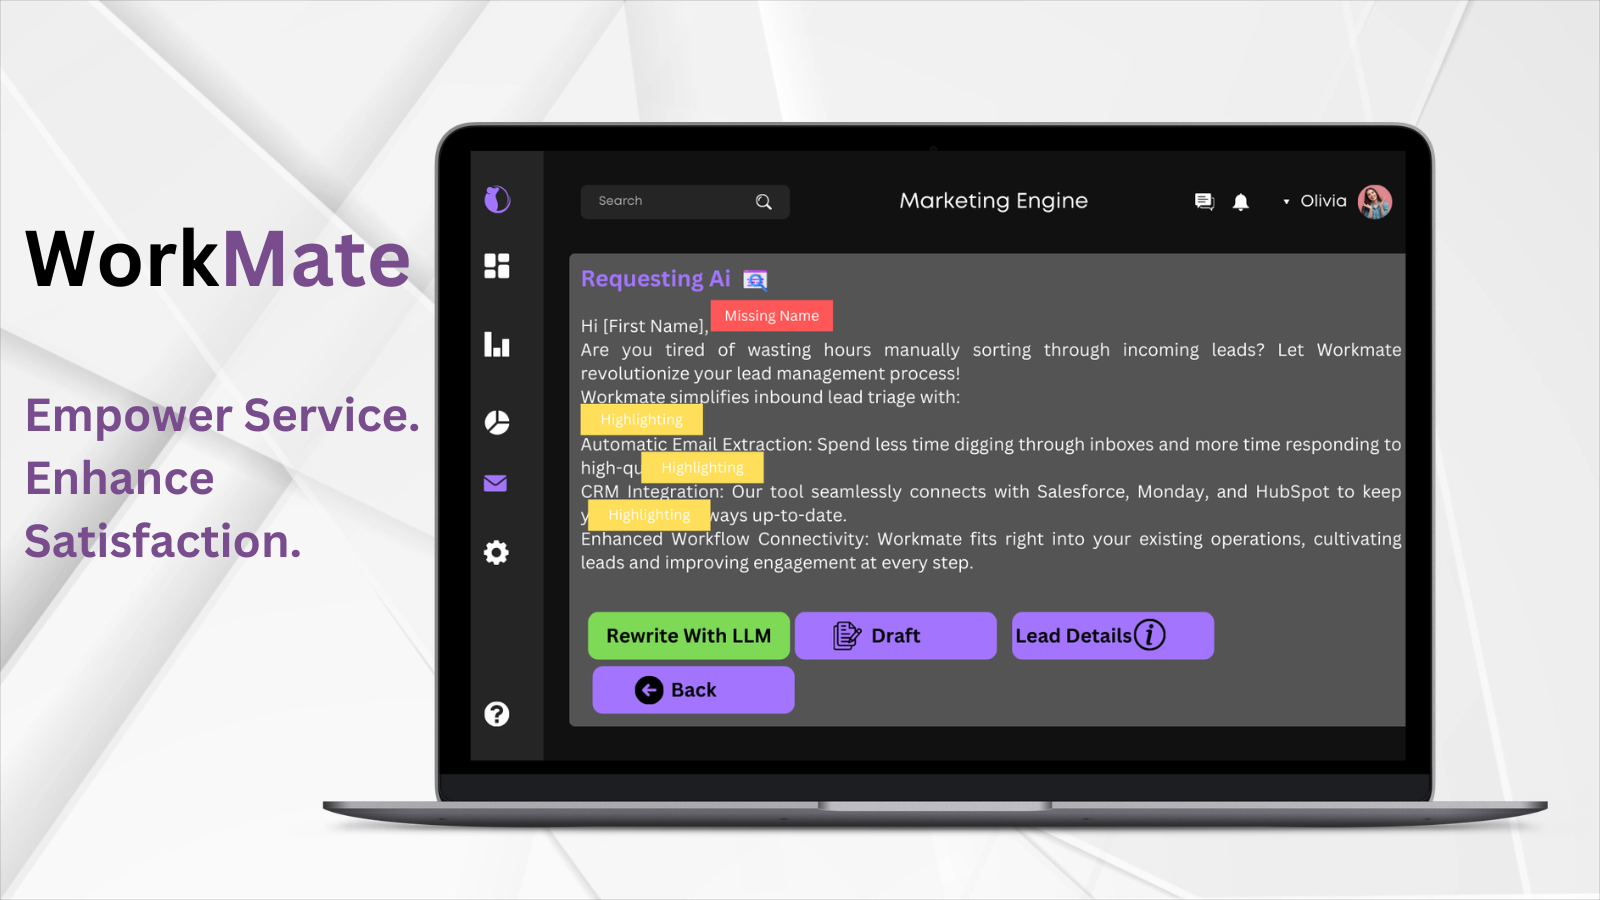 WorkMate
Empower Service.
Enhance
Satisfaction.
Search
Marketing Engine
Olivia
Requesting Ai
Missing Name
Hi [First Name],
Are you tired of wasting hours manually sorting through incoming leads? Let Workmate
revolutionize your lead management process!
Workmate simplifies inbound lead triage with:
Highlighting
Automatic Email Extraction: Spend less time digging through inboxes and more time responding to
high-qu
Highlighting
CRM Integration: Our tool seamlessly connects with Salesforce, Monday, and HubSpot to keep
Highlighting
ways up-to-date.
Enhanced Workflow Connectivity: Workmate fits right into your existing operations, cultivating
leads and improving engagement at every step.
Rewrite With LLM
Draft
Lead Details
Back